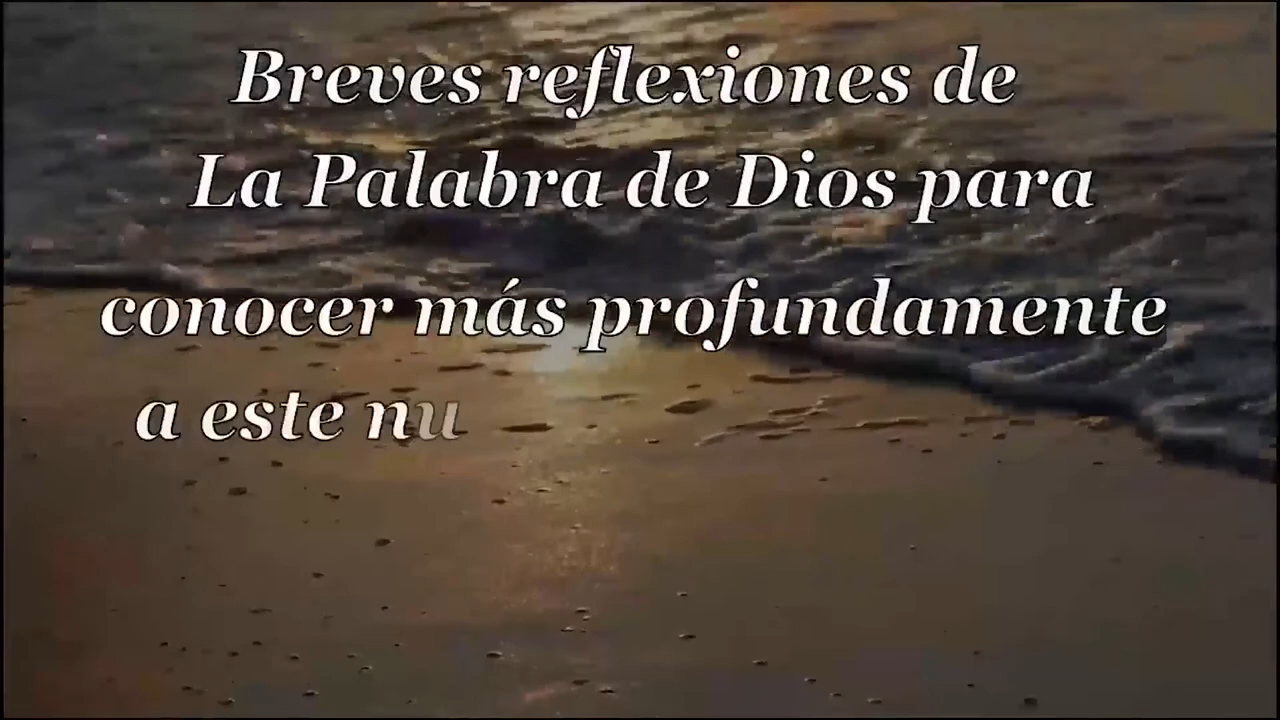 Breves reflexiones de
La Palabra de Dios para
conocer más profundamente
a este nu